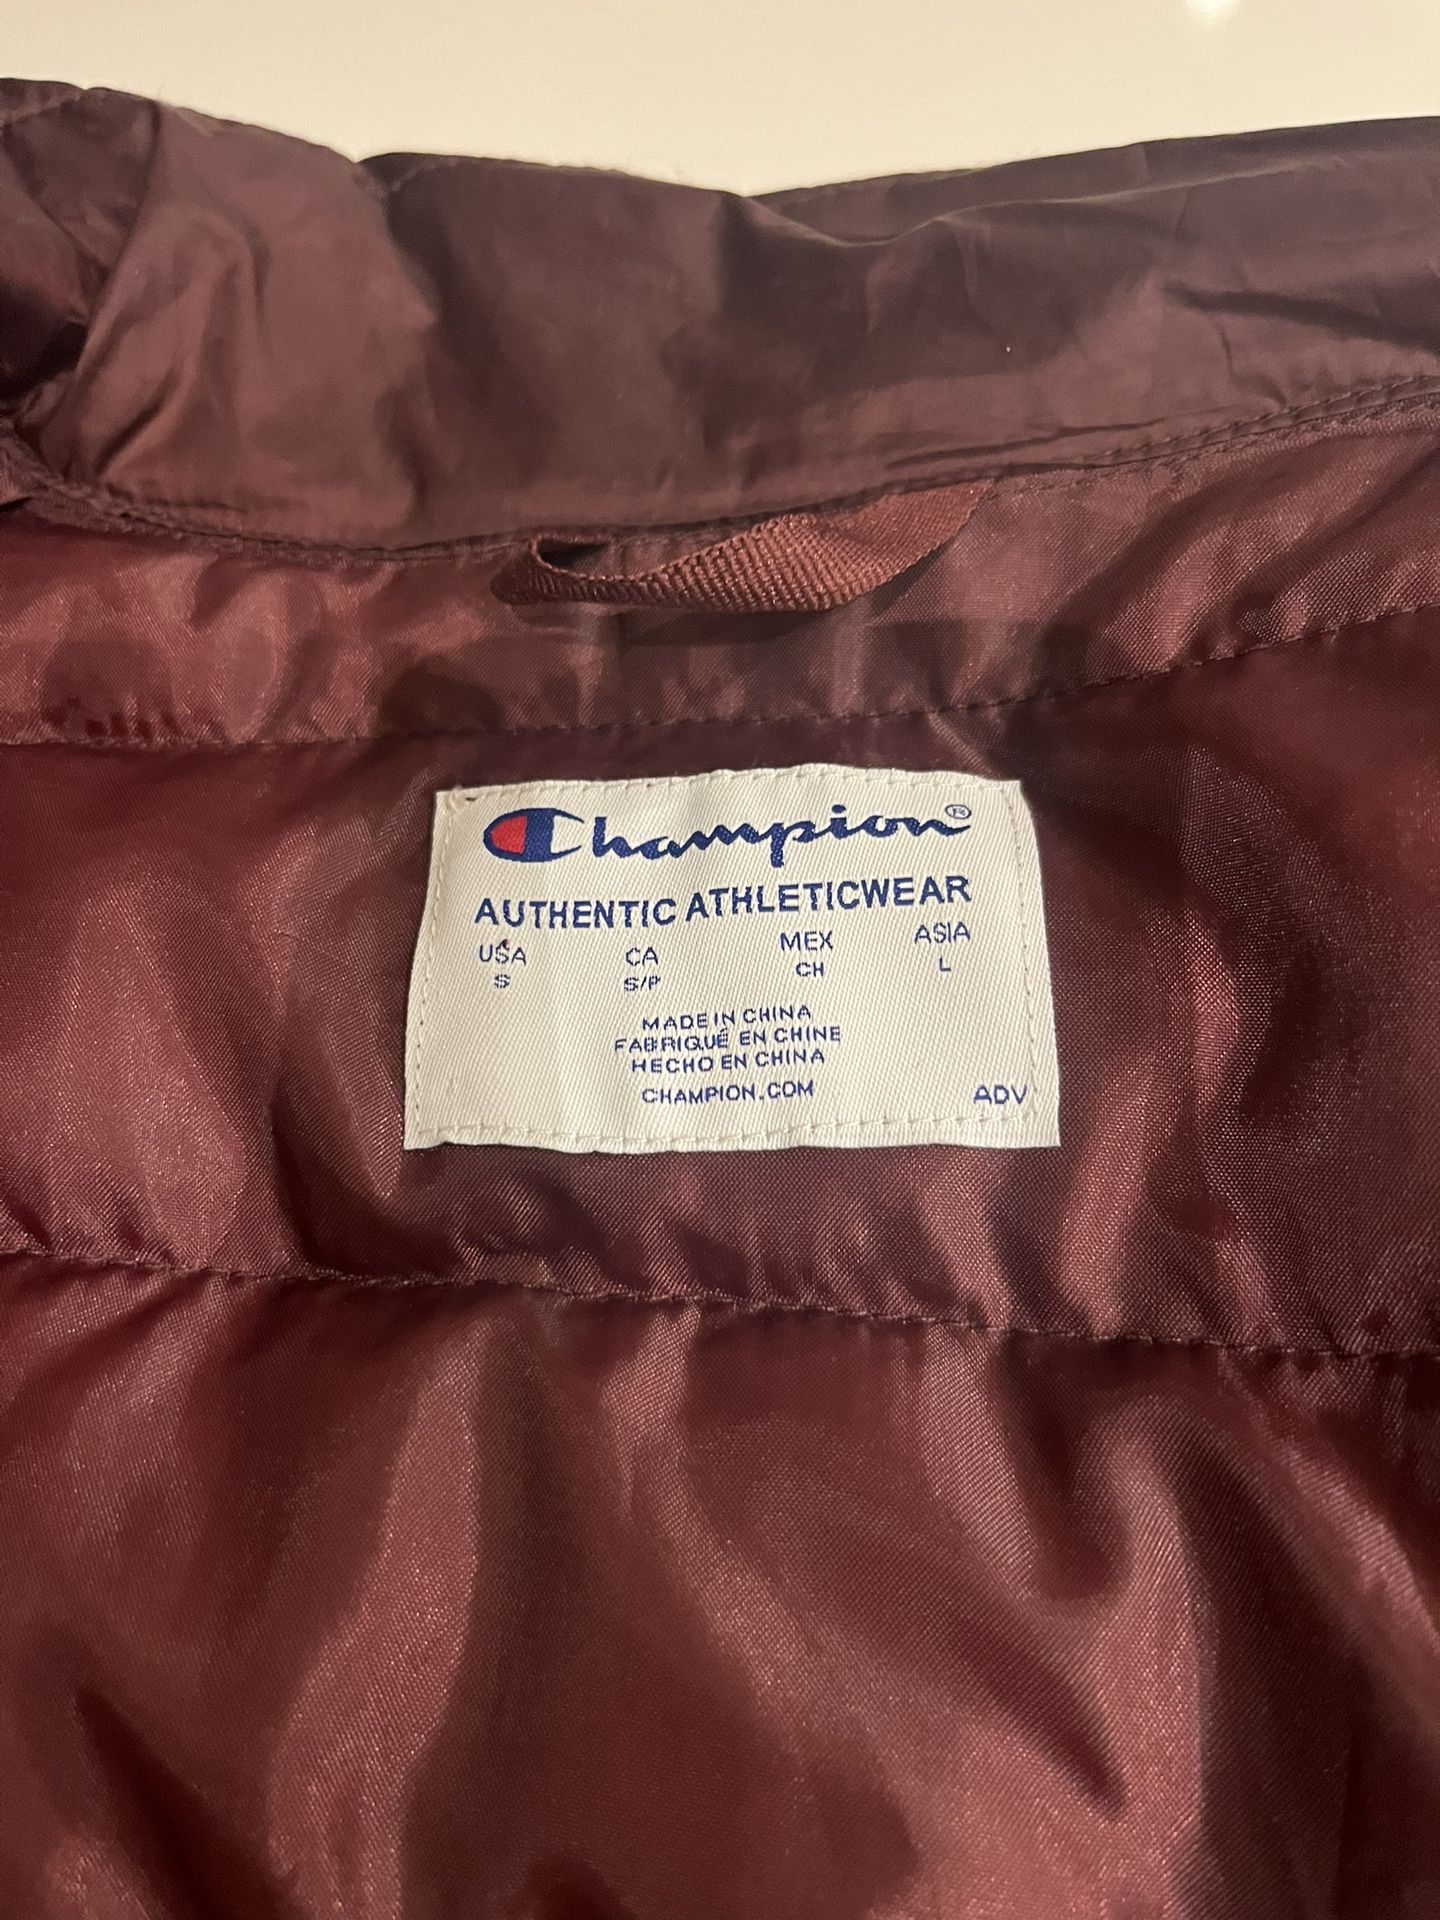 Champion®
AUTHENTIC ATHLETICWEAR
USA CA MEX ASIA
S S/P CH L
MADE IN CHINA
FABRIQUÉ EN CHINE
HECHO EN CHINA
CHAMPION.COM ADV